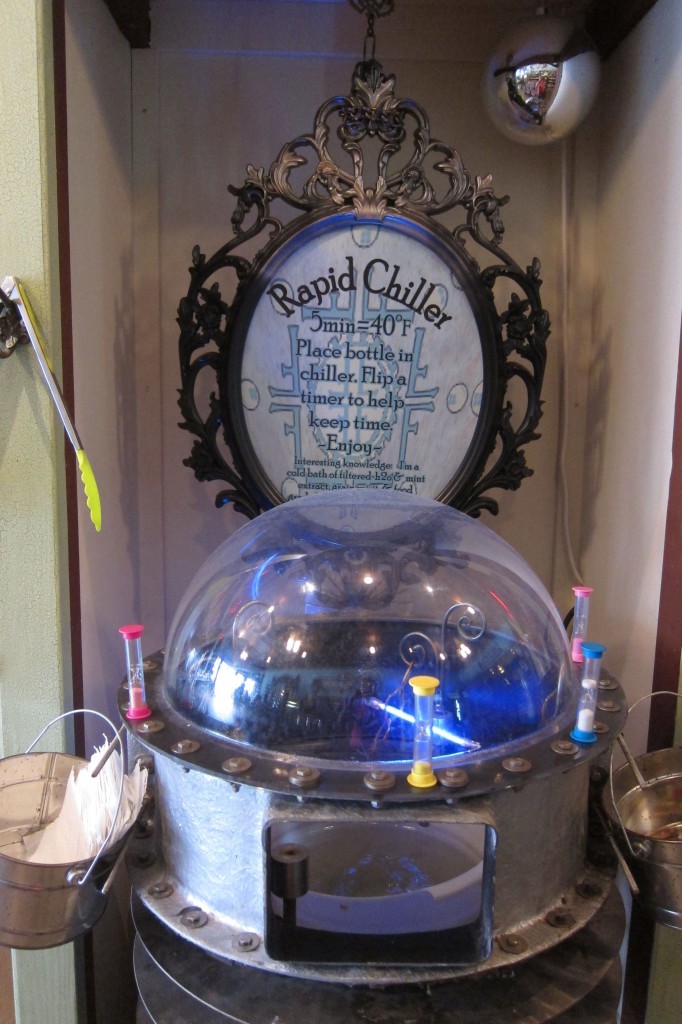 Rapid Chiller
5min=40°F
Place bottle in
chiller. Flip a
timer to help
keep time.
~Enjoy~
Interesting knowledge: I'm a
cold bath of filtered-h2o & mint
extract,